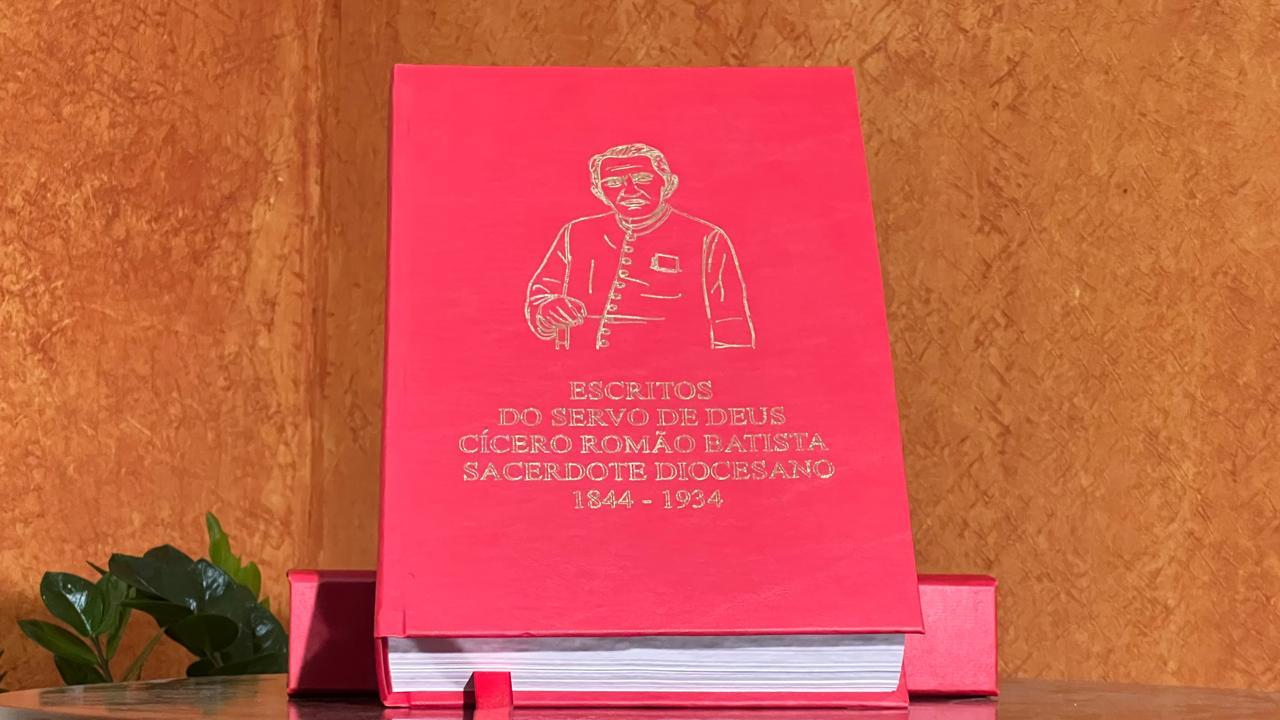 ESCRITOS
DO SERVO DE DEUS
CÍCERO ROMÃO BATISTA
SACERDOTE DIOCESANO
1844 - 1934